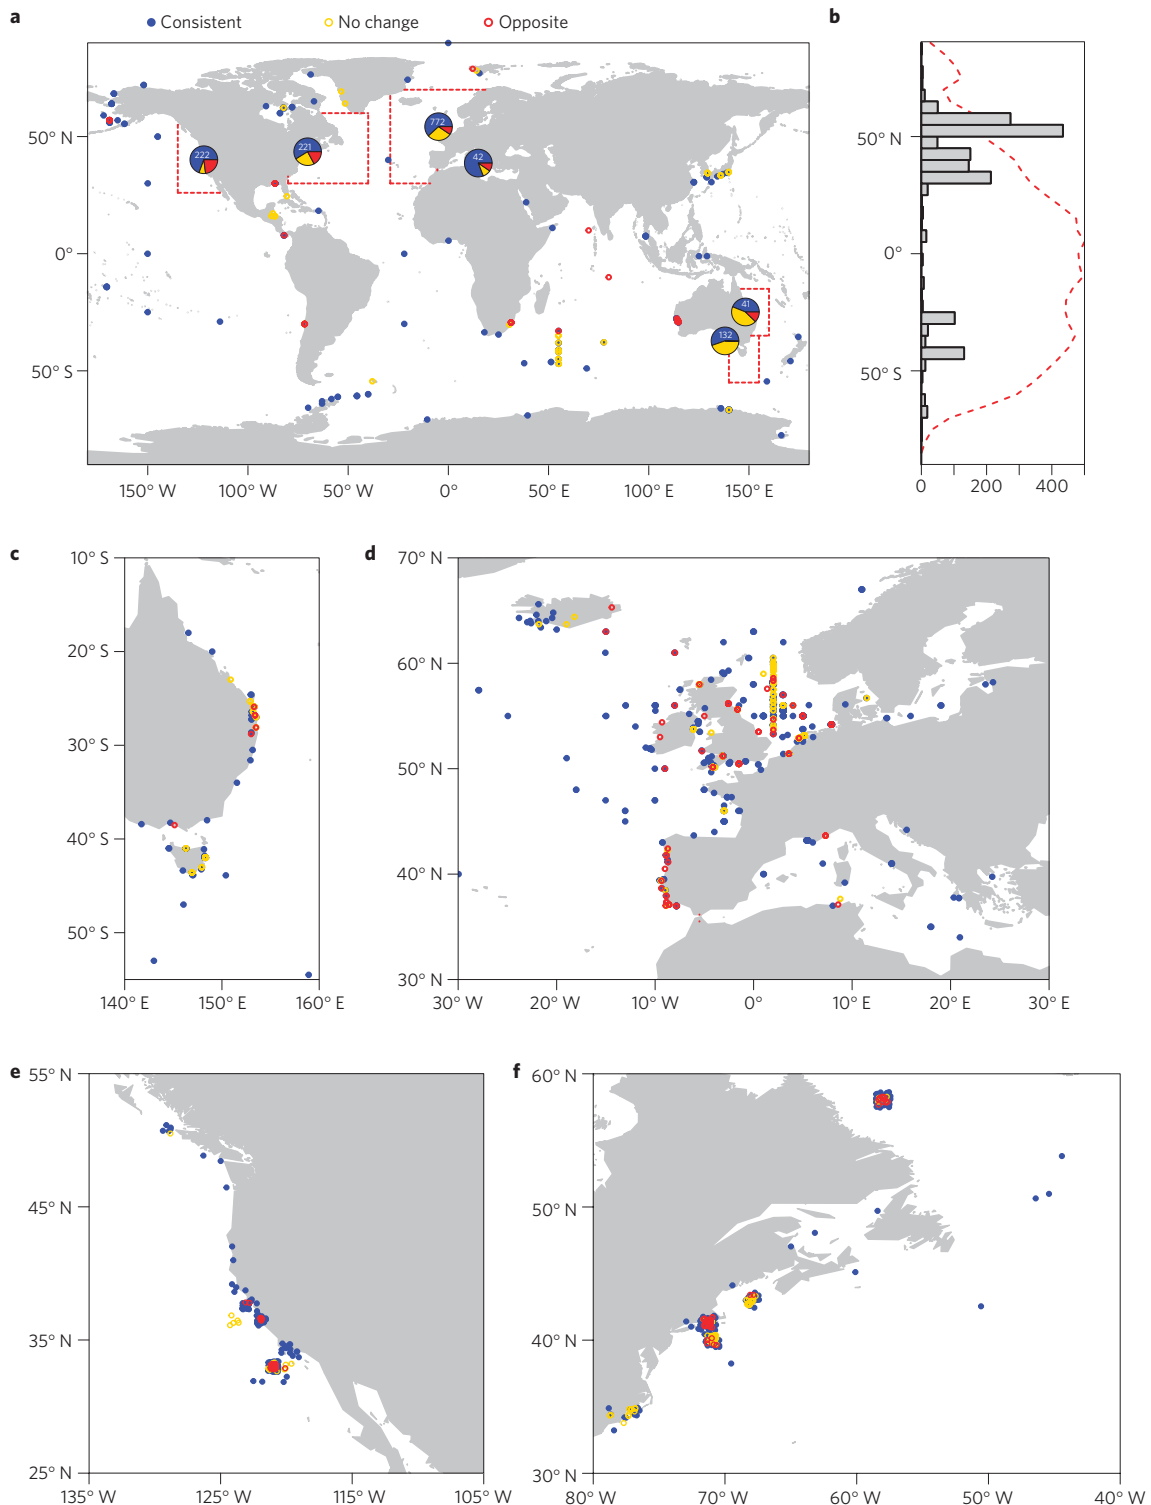 a
Consistent
No change
Opposite
b
50° N
0°
50° S
772
222
221
42
41
132
150° W
100° W
50° W
0°
50° E
100° E
150° E
50° N
0°
50° S
0
200
400
c
10° S
20° S
30° S
40° S
50° S
140° E
150° E
160° E
d
70° N
60° N
50° N
40° N
30° N
30° W
20° W
10° W
0°
10° E
20° E
30° E
e
55° N
45° N
35° N
25° N
135° W
125° W
115° W
105° W
f
60° N
50° N
40° N
30° N
80° W
70° W
60° W
50° W
40° W